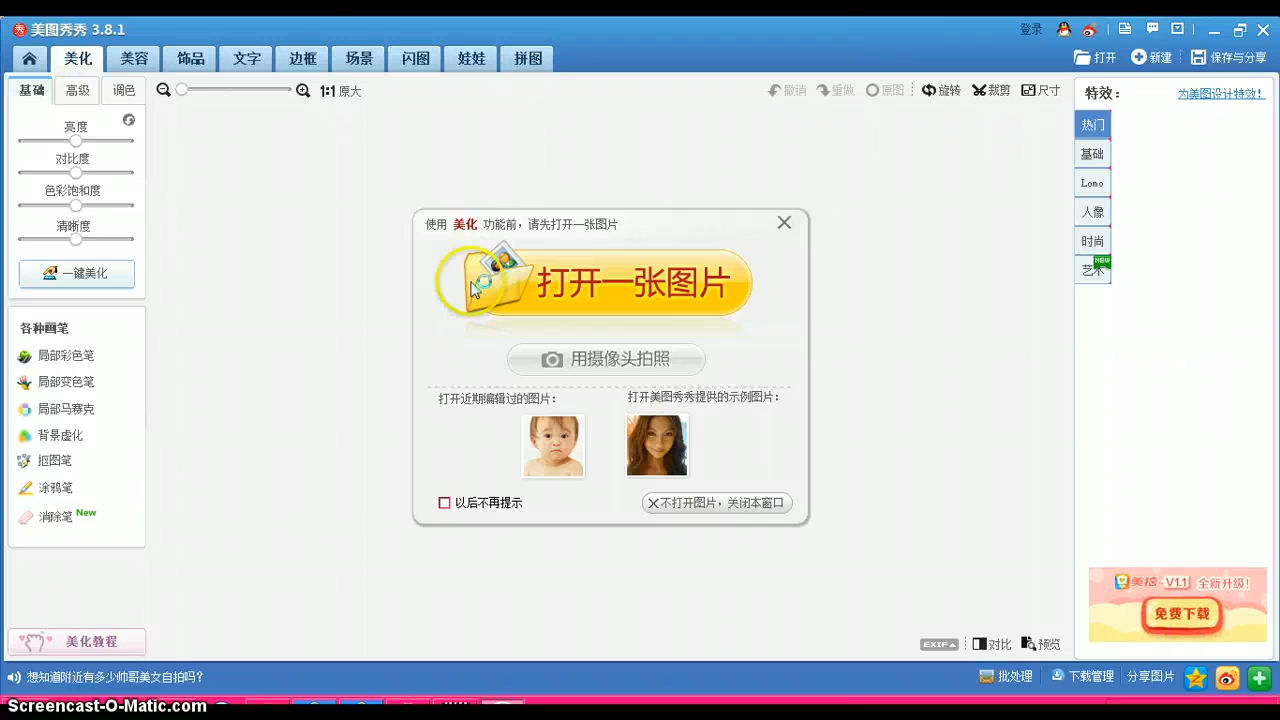 美图秀秀 3.8.1
登录
美化 美容 饰品 文字 边框 场景 闪图 娃娃 拼图
打开 新建 保存与分享
基础 高级 调色
1:1 原大
撤销 重做 原图 旋转 裁剪 尺寸
亮度
对比度
色彩饱和度
清晰度
一键美化
各种画笔
局部彩色笔
局部变色笔
局部马赛克
背景虚化
抠图笔
涂鸦笔
消除笔 New
美化教程
使用 美化 功能前，请先打开一张图片
打开一张图片
用摄像头拍照
打开近期编辑过的图片：
打开美图秀秀提供的示例图片：
以后不再提示
不打开图片，关闭本窗口
特效：
为美图设计特效！
热门
基础
Lomo
人像
时尚
艺术
NEW
美拍 V1.1 全新升级！
免费下载
EXIF 对比 预览
想知道附近有多少帅哥美女自拍吗？
批处理 下载管理 分享图片
Screencast-O-Matic.com